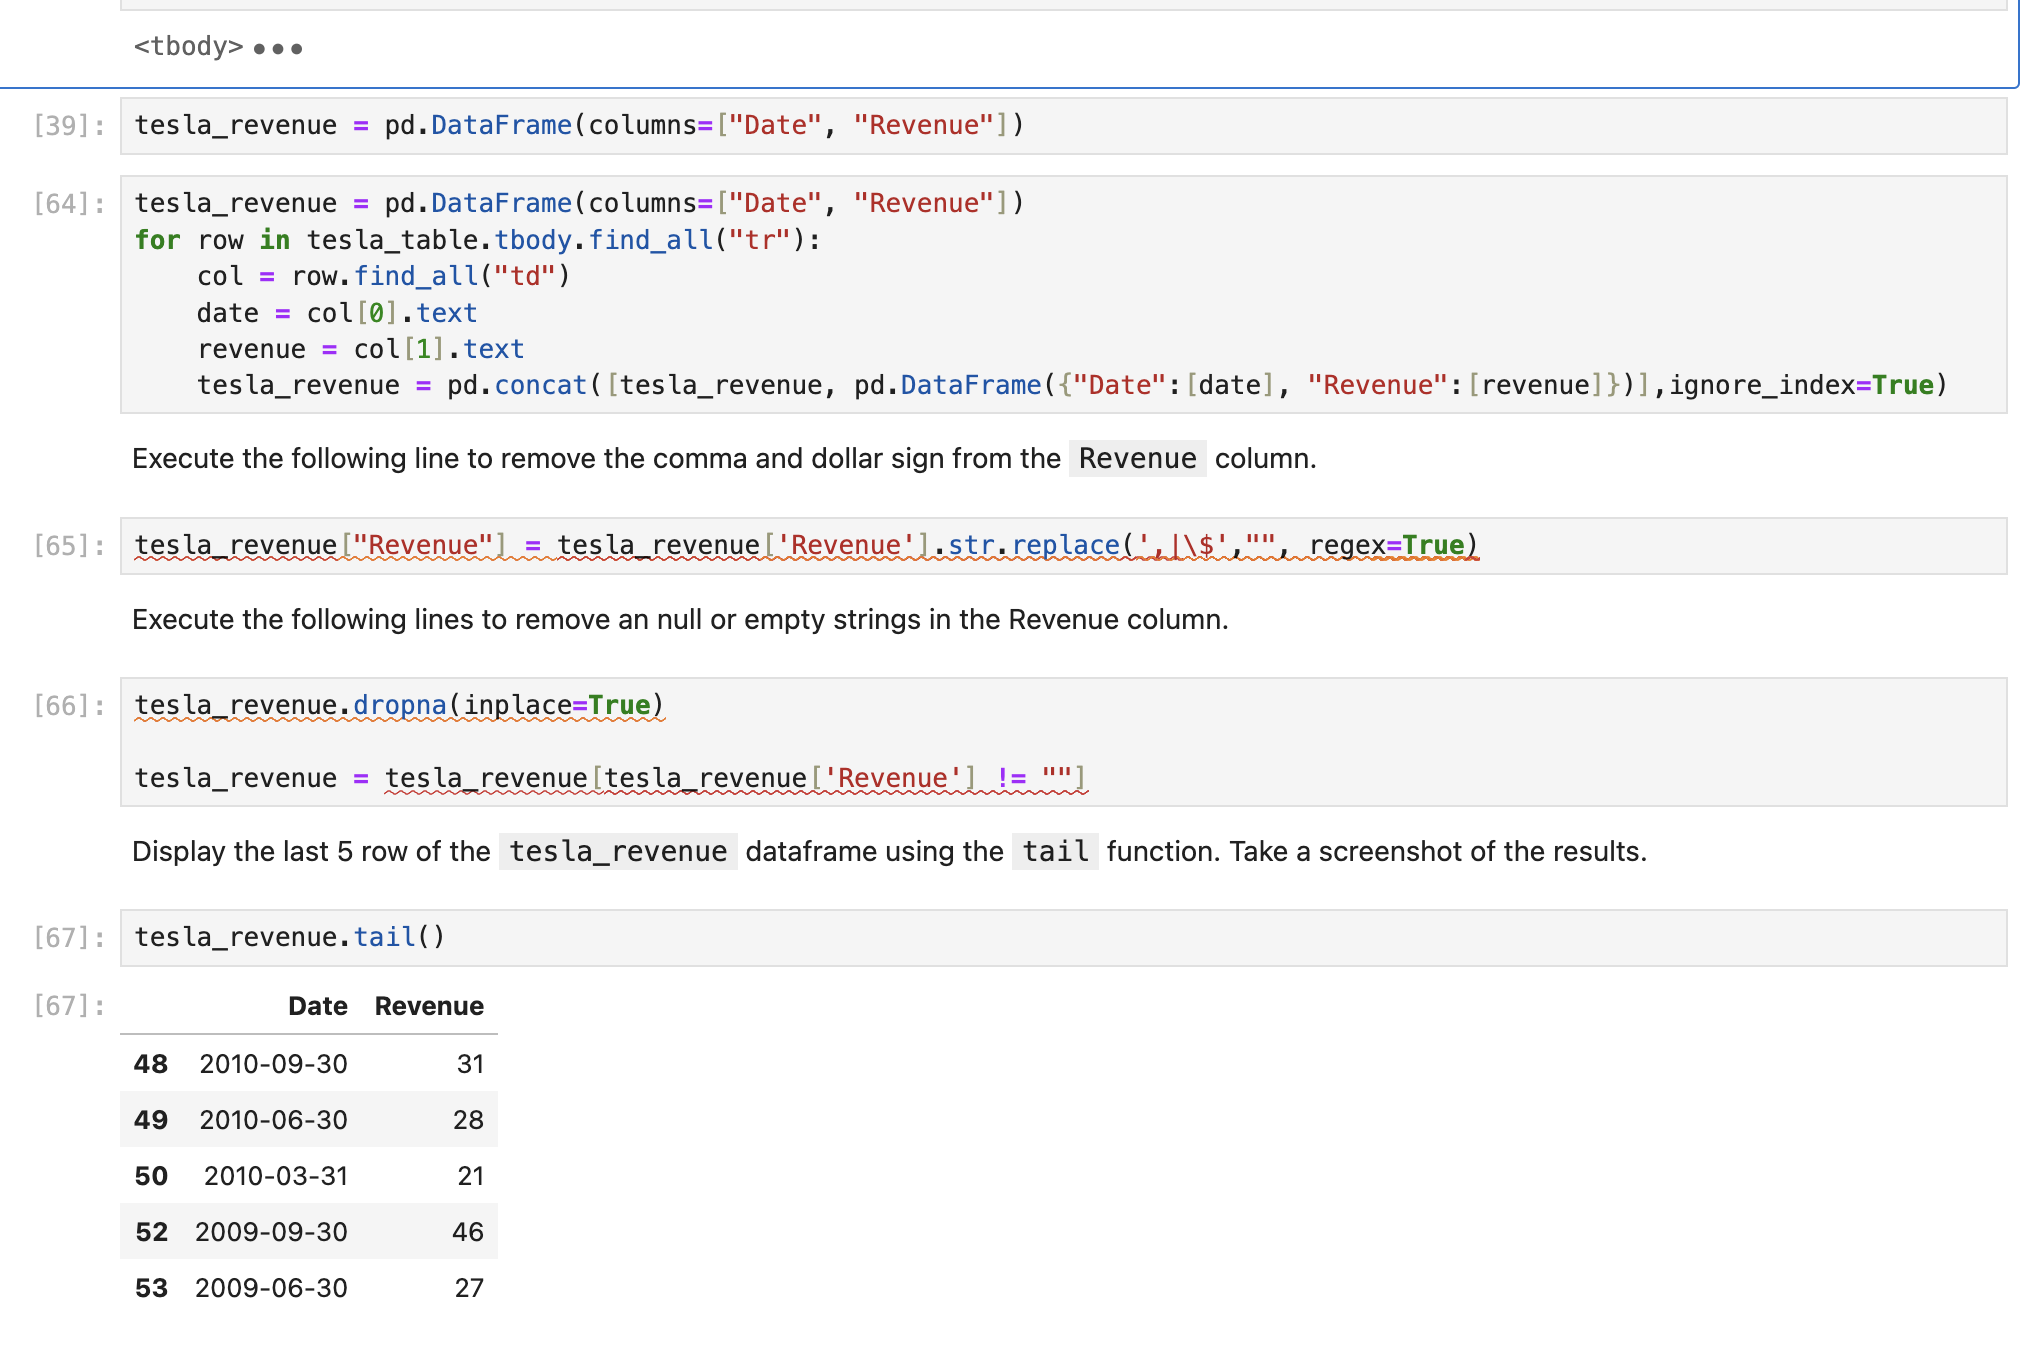 <tbody> •••
[39]: tesla_revenue = pd.DataFrame(columns=["Date", "Revenue"])
[64]: tesla_revenue = pd.DataFrame(columns=["Date", "Revenue"])
for row in tesla_table.tbody.find_all("tr"):
    col = row.find_all("td")
    date = col[0].text
    revenue = col[1].text
    tesla_revenue = pd.concat([tesla_revenue, pd.DataFrame({"Date":[date], "Revenue":[revenue]})],ignore_index=True)
Execute the following line to remove the comma and dollar sign from the Revenue column.
[65]: tesla_revenue["Revenue"] = tesla_revenue['Revenue'].str.replace(',|\$',"", regex=True)
Execute the following lines to remove an null or empty strings in the Revenue column.
[66]: tesla_revenue.dropna(inplace=True)
tesla_revenue = tesla_revenue[tesla_revenue['Revenue'] != ""]
Display the last 5 row of the tesla_revenue dataframe using the tail function. Take a screenshot of the results.
[67]: tesla_revenue.tail()
[67]: Date Revenue
48 2010-09-30 31
49 2010-06-30 28
50 2010-03-31 21
52 2009-09-30 46
53 2009-06-30 27